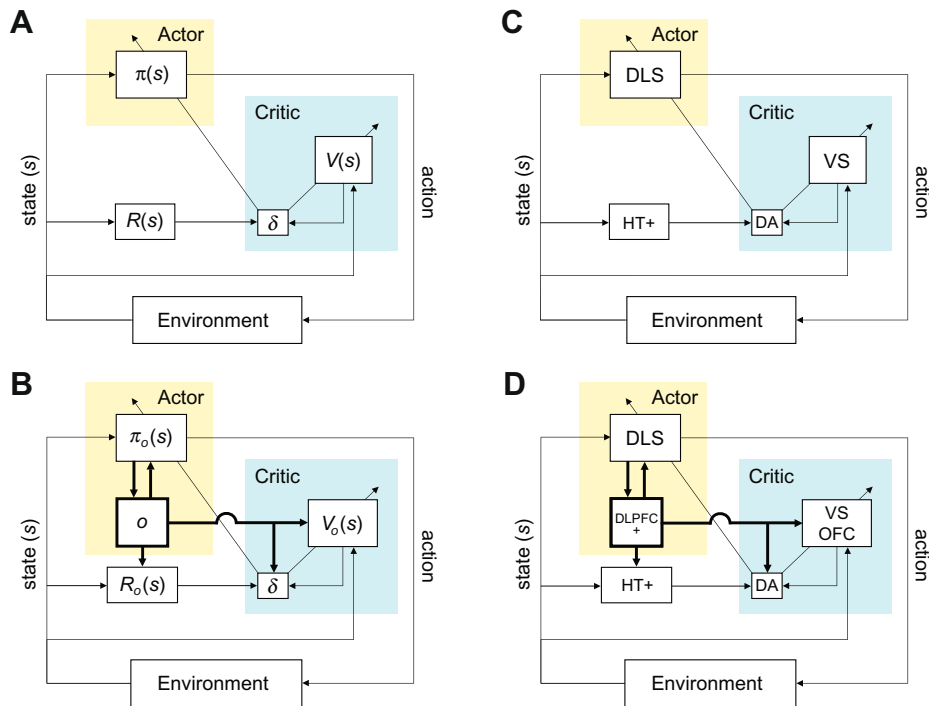 A
Actor
π(s)
Critic
V(s)
state (s)
action
R(s)
δ
Environment
C
Actor
DLS
Critic
VS
state (s)
action
HT+
DA
Environment
B
Actor
πo(s)
Critic
o
Vo(s)
state (s)
action
Ro(s)
δ
Environment
D
Actor
DLS
Critic
DLPFC
+
VS
OFC
state (s)
action
HT+
DA
Environment